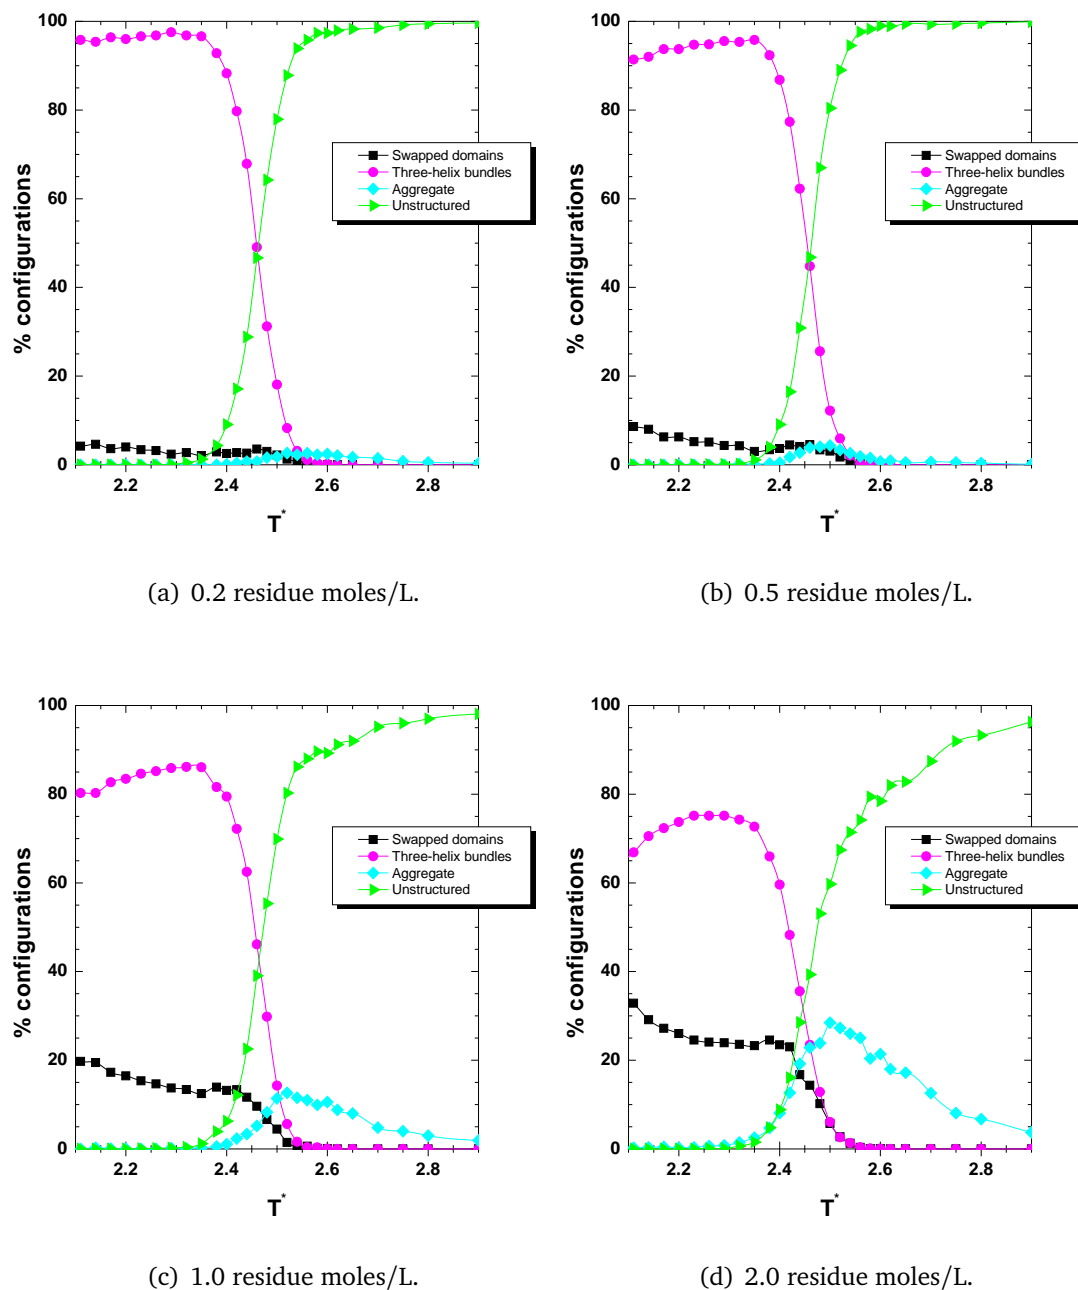 100
80
60
40
20
0
2.2 2.4 2.6 2.8
% configurations
T*
Swapped domains
Three-helix bundles
Aggregate
Unstructured
(a) 0.2 residue moles/L.
100
80
60
40
20
0
2.2 2.4 2.6 2.8
% configurations
T*
Swapped domains
Three-helix bundles
Aggregate
Unstructured
(b) 0.5 residue moles/L.
100
80
60
40
20
0
2.2 2.4 2.6 2.8
% configurations
T*
Swapped domains
Three-helix bundles
Aggregate
Unstructured
(c) 1.0 residue moles/L.
100
80
60
40
20
0
2.2 2.4 2.6 2.8
% configurations
T*
Swapped domains
Three-helix bundles
Aggregate
Unstructured
(d) 2.0 residue moles/L.